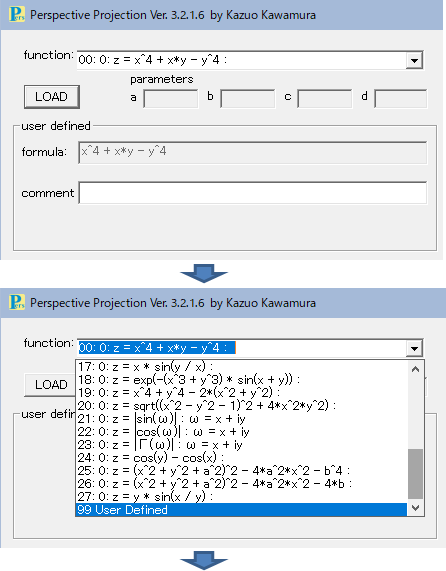 Perspective Projection Ver. 3.2.1.6 by Kazuo Kawamura
function: 00: 0: z = x^4 + x*y − y^4 :
parameters
LOAD a b c d
user defined
formula: x^4 + x*y − y^4
comment
Perspective Projection Ver. 3.2.1.6 by Kazuo Kawamura
function: 00: 0: z = x^4 + x*y − y^4 :
17: 0: z = x * sin(y / x) :
LOAD 18: 0: z = exp(−(x^3 + y^3) * sin(x + y)) :
19: 0: z = x^4 + y^4 − 2*(x^2 + y^2) :
user defin 20: 0: z = sqrt((x^2 − y^2 − 1)^2 + 4*x^2*y^2) :
21: 0: z = |sin(ω)| : ω = x + iy
22: 0: z = |cos(ω)| : ω = x + iy
23: 0: z = |Γ(ω)| : ω = x + iy
24: 0: z = cos(y) − cos(x) :
25: 0: z = (x^2 + y^2 + a^2)^2 − 4*a^2*x^2 − b^4 :
26: 0: z = (x^2 + y^2 + a^2)^2 − 4*a^2*x^2 − 4*b :
27: 0: z = y * sin(x / y) :
99 User Defined